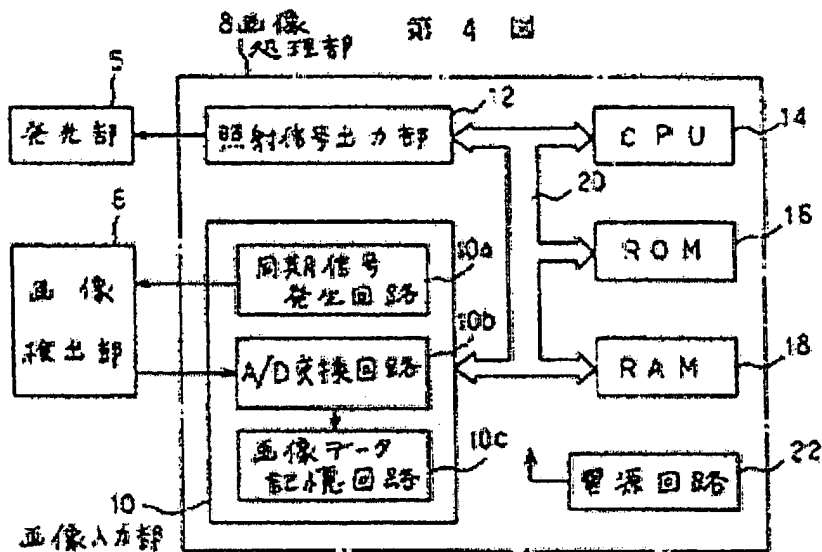 第4図
8画像
処理部
5
発光部
12
照射信号出力部
CPU
14
20
6
画像
検出部
同期信号
発生回路
10a
ROM
16
A/D変換回路
10b
RAM
18
画像データ
記憶回路
10c
電源回路
22
10
画像入力部